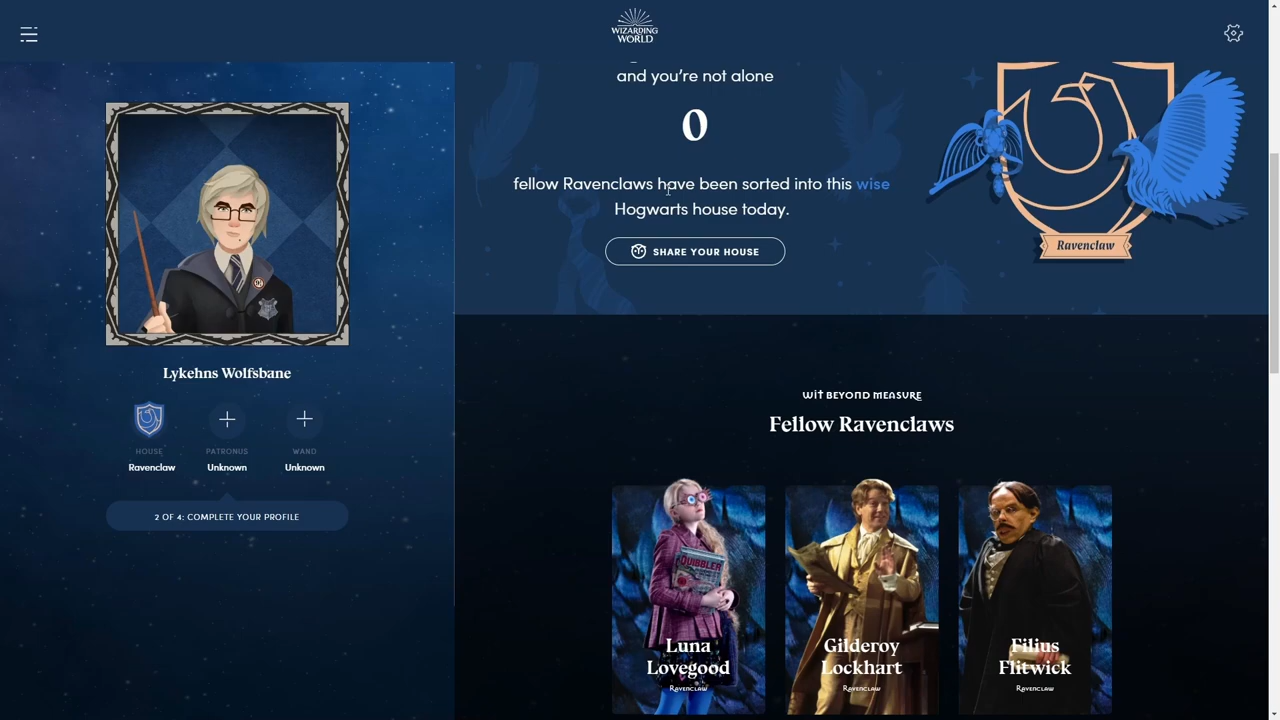 WIZARDING
WORLD
and you're not alone
0
fellow Ravenclaws have been sorted into this wise
Hogwarts house today.
SHARE YOUR HOUSE
Ravenclaw
Lykehns Wolfsbane
HOUSE
Ravenclaw
PATRONUS
Unknown
WAND
Unknown
2 OF 4: COMPLETE YOUR PROFILE
WIT BEYOND MEASURE
Fellow Ravenclaws
QUIBBLER
Luna
Lovegood
RAVENCLAW
Gilderoy
Lockhart
RAVENCLAW
Filius
Flitwick
RAVENCLAW